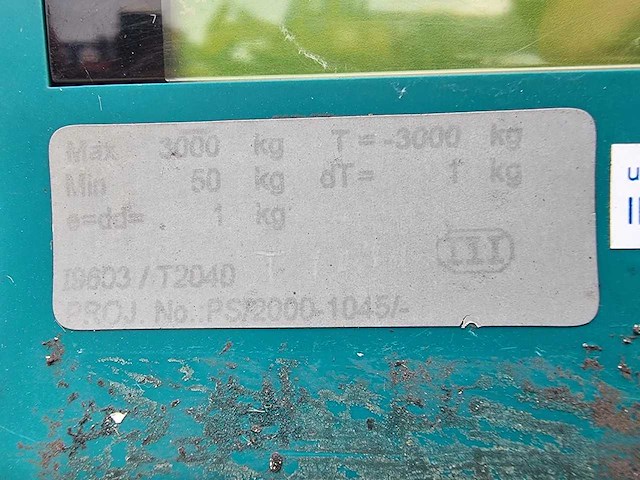 Max 3000 kg T = -3000 kg
Min 50 kg dT = 1 kg
e=dd= 1 kg
III
I9603 / T2040
PROJ. No.:PS/2000-1045/-
u